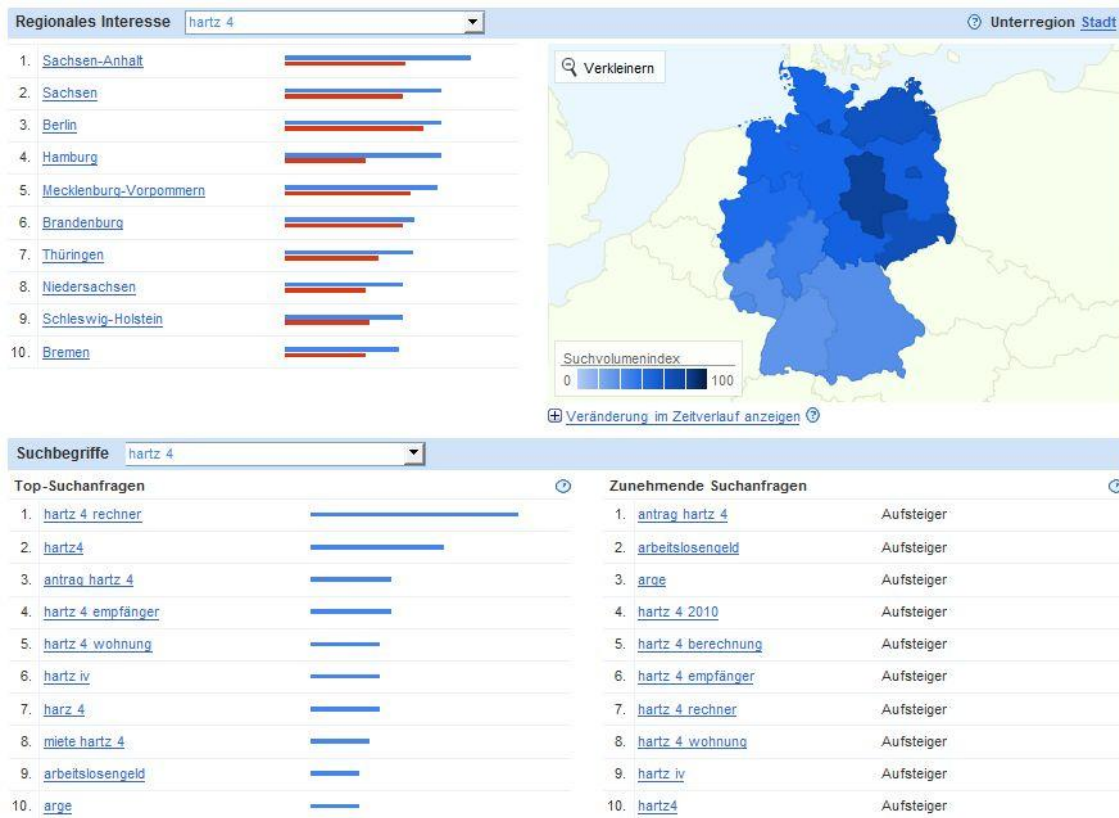 Regionales Interesse hartz 4 Unterregion Stadt
1. Sachsen-Anhalt
2. Sachsen
3. Berlin
4. Hamburg
5. Mecklenburg-Vorpommern
6. Brandenburg
7. Thüringen
8. Niedersachsen
9. Schleswig-Holstein
10. Bremen
Verkleinern
Suchvolumenindex
0 100
Veränderung im Zeitverlauf anzeigen
Suchbegriffe hartz 4
Top-Suchanfragen
1. hartz 4 rechner
2. hartz4
3. antrag hartz 4
4. hartz 4 empfänger
5. hartz 4 wohnung
6. hartz iv
7. harz 4
8. miete hartz 4
9. arbeitslosengeld
10. arge
Zunehmende Suchanfragen
1. antrag hartz 4 Aufsteiger
2. arbeitslosengeld Aufsteiger
3. arge Aufsteiger
4. hartz 4 2010 Aufsteiger
5. hartz 4 berechnung Aufsteiger
6. hartz 4 empfänger Aufsteiger
7. hartz 4 rechner Aufsteiger
8. hartz 4 wohnung Aufsteiger
9. hartz iv Aufsteiger
10. hartz4 Aufsteiger